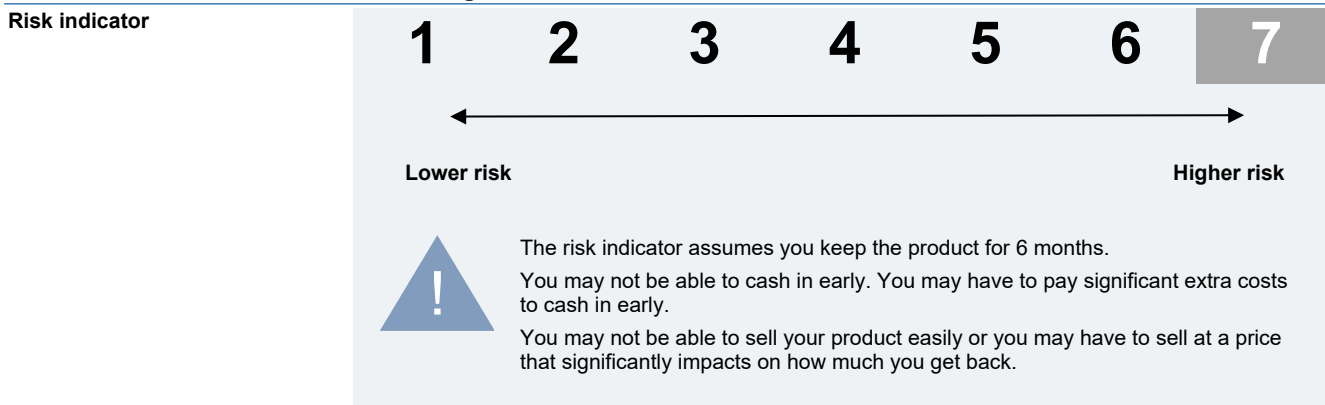 Risk indicator
1 2 3 4 5 6 7
Lower risk Higher risk
!
The risk indicator assumes you keep the product for 6 months.
You may not be able to cash in early. You may have to pay significant extra costs
to cash in early.
You may not be able to sell your product easily or you may have to sell at a price
that significantly impacts on how much you get back.